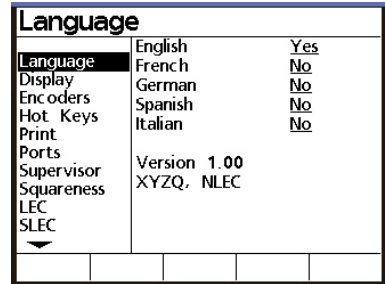 Language
Language
Display
Encoders
Hot Keys
Print
Ports
Supervisor
Squareness
LEC
SLEC
English Yes
French No
German No
Spanish No
Italian No
Version 1.00
XYZQ, NLEC